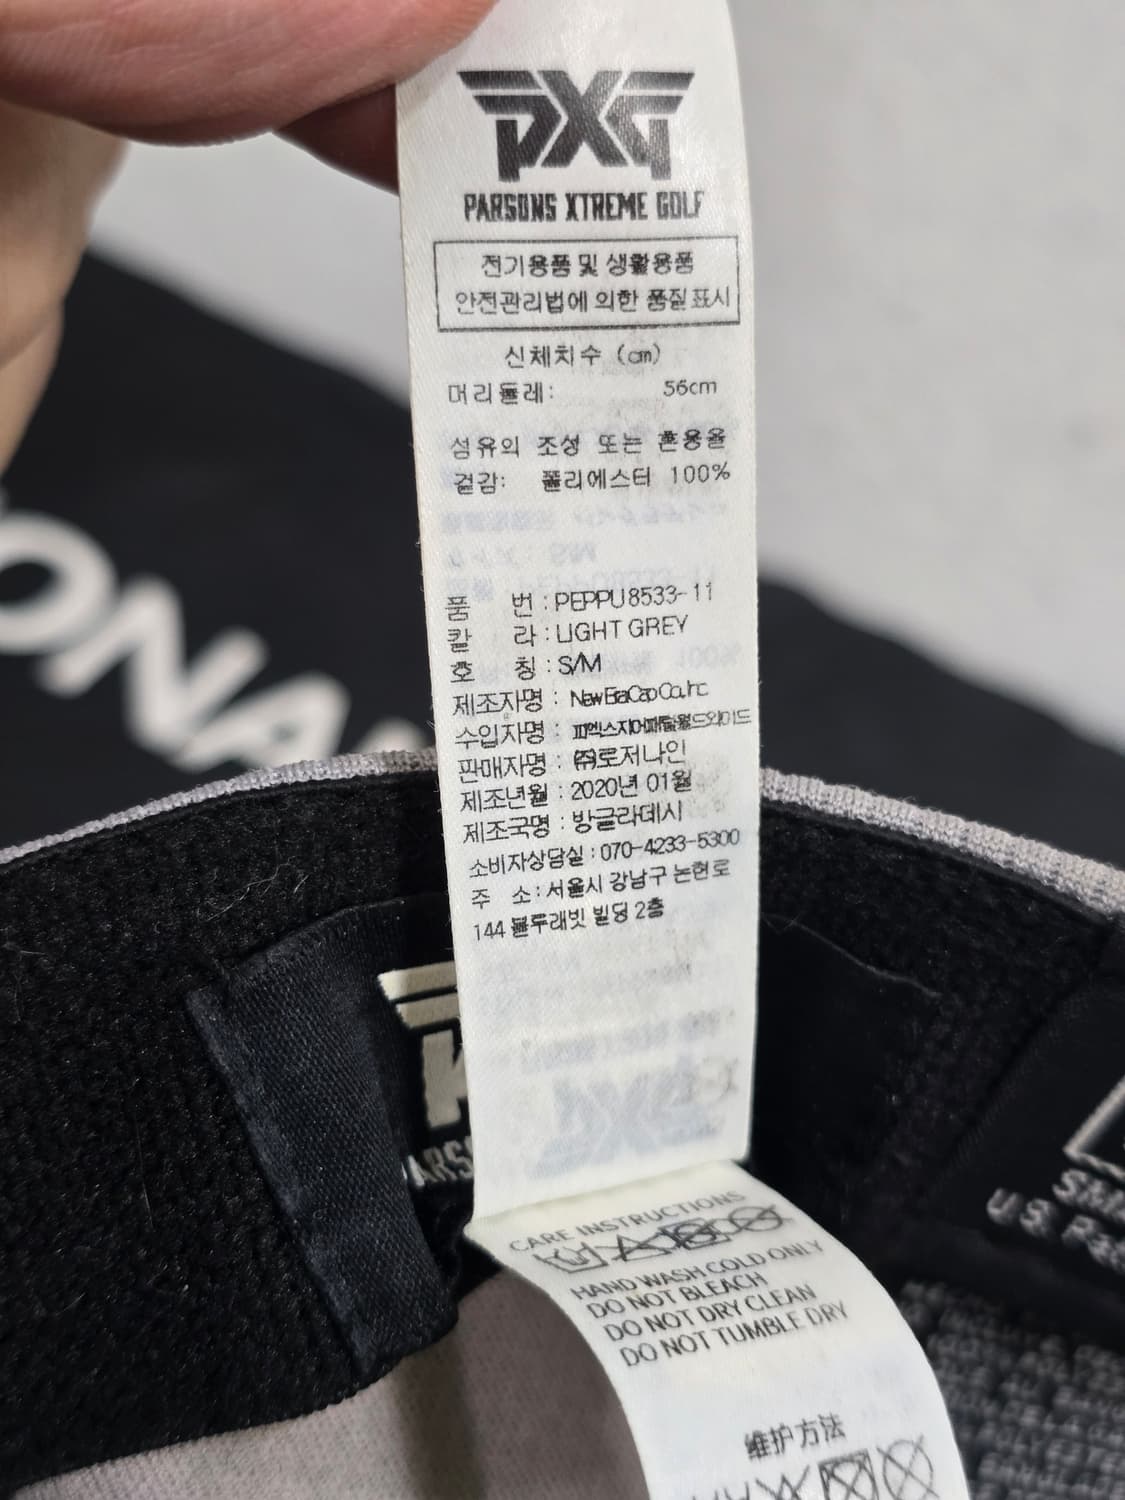 PXG
PARSONS XTREME GOLF
전기용품 및 생활용품
안전관리법에 의한 품질표시
신체치수 (cm)
머리둘레: 56cm
섬유의 조성 또는 혼용율
겉감: 폴리에스터 100%
품 번 : PEPPU8533-11
칼 라 : LIGHT GREY
호 칭 : S/M
제조자명 : New Era Cap Co., Inc
수입자명 : 피엑스지어패럴월드와이드
판매자명 : ㈜로저나인
제조년월 : 2020년 01월
제조국명 : 방글라데시
소비자상담실 : 070-4233-5300
주 소 : 서울시 강남구 논현로
144 블루래빗 빌딩 2층
CARE INSTRUCTIONS
HAND WASH COLD ONLY
DO NOT BLEACH
DO NOT DRY CLEAN
DO NOT TUMBLE DRY
维护方法
ONA
U.S.